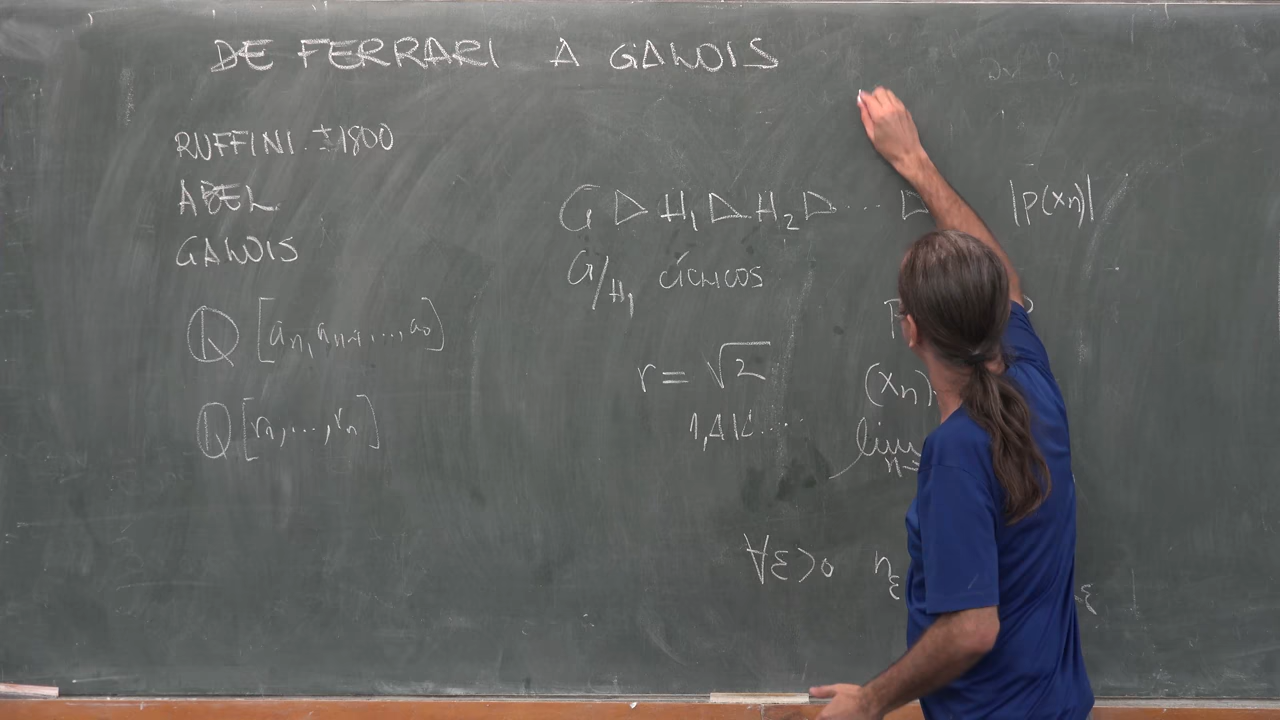 DE FERRARI A GALOIS
RUFFINI ±1800
ABEL
GALOIS
G ▷ H₁ ▷ H₂ ▷ ... ▷
|P(xₙ)|
G/H₁ CÍCLICOS
Q [aₙ, aₙ₋₁, ..., a₀]
P
r = √2
(xₙ)
Q [r₁, ..., rₙ]
1,41....
lim
n→
∀ε>0 n_ε
ε